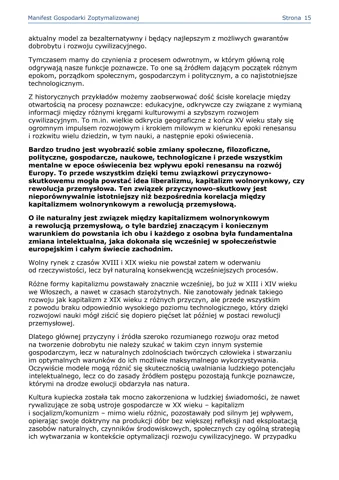 Manifest Gospodarki Zoptymalizowanej Strona 15
aktualny model za bezalternatywny i będący najlepszym z możliwych gwarantów
dobrobytu i rozwoju cywilizacyjnego.
Tymczasem mamy do czynienia z procesem odwrotnym, w którym główną rolę
odgrywają nasze funkcje poznawcze. To one są źródłem dającym początek różnym
epokom, porządkom społecznym, gospodarczym i politycznym, a co najistotniejsze
technologicznym.
Z historycznych przykładów możemy zaobserwować dość ścisłe korelacje między
otwartością na procesy poznawcze: edukacyjne, odkrywcze czy związane z wymianą
informacji między różnymi kręgami kulturowymi a szybszym rozwojem
cywilizacyjnym. To m.in. wielkie odkrycia geograficzne z końca XV wieku stały się
ogromnym impulsem rozwojowym i krokiem milowym w kierunku epoki renesansu
i rozkwitu wielu dziedzin, w tym nauki, a następnie epoki oświecenia.
Bardzo trudno jest wyobrazić sobie zmiany społeczne, filozoficzne,
polityczne, gospodarcze, naukowe, technologiczne i przede wszystkim
mentalne w epoce oświecenia bez wpływu epoki renesansu na rozwój
Europy. To przede wszystkim dzięki temu związkowi przyczynowo-
skutkowemu mogła powstać idea liberalizmu, kapitalizm wolnorynkowy, czy
rewolucja przemysłowa. Ten związek przyczynowo-skutkowy jest
nieporównywalnie istotniejszy niż bezpośrednia korelacja między
kapitalizmem wolnorynkowym a rewolucją przemysłową.
O ile naturalny jest związek między kapitalizmem wolnorynkowym
a rewolucją przemysłową, o tyle bardziej znaczącym i koniecznym
warunkiem do powstania ich obu i każdego z osobna była fundamentalna
zmiana intelektualna, jaka dokonała się wcześniej w społeczeństwie
europejskim i całym świecie zachodnim.
Wolny rynek z czasów XVIII i XIX wieku nie powstał zatem w oderwaniu
od rzeczywistości, lecz był naturalną konsekwencją wcześniejszych procesów.
Różne formy kapitalizmu powstawały znacznie wcześniej, bo już w XIII i XIV wieku
we Włoszech, a nawet w czasach starożytnych. Nie zanotowały jednak takiego
rozwoju jak kapitalizm z XIX wieku z różnych przyczyn, ale przede wszystkim
z powodu braku odpowiednio wysokiego poziomu technologicznego, który dzięki
rozwojowi nauki mógł ziścić się dopiero pięćset lat później w postaci rewolucji
przemysłowej.
Dlatego głównej przyczyny i źródła szeroko rozumianego rozwoju oraz metod
na tworzenie dobrobytu nie należy szukać w takim czyn innym systemie
gospodarczym, lecz w naturalnych zdolnościach twórczych człowieka i stwarzaniu
im optymalnych warunków do ich możliwie maksymalnego wykorzystywania.
Oczywiście modele mogą różnić się skutecznością uwalniania ludzkiego potencjału
intelektualnego, lecz co do zasady źródłem postępu pozostają funkcje poznawcze,
którymi na drodze ewolucji obdarzyła nas natura.
Kultura kupiecka została tak mocno zakorzeniona w ludzkiej świadomości, że nawet
rywalizujące ze sobą ustroje gospodarcze w XX wieku – kapitalizm
i socjalizm/komunizm – mimo wielu różnic, pozostawały pod silnym jej wpływem,
opierając swoje doktryny na produkcji dóbr bez większej refleksji nad eksploatacją
zasobów naturalnych, czynników środowiskowych, społecznych czy ogólną strategią
ich wytwarzania w kontekście optymalizacji rozwoju cywilizacyjnego. W przypadku